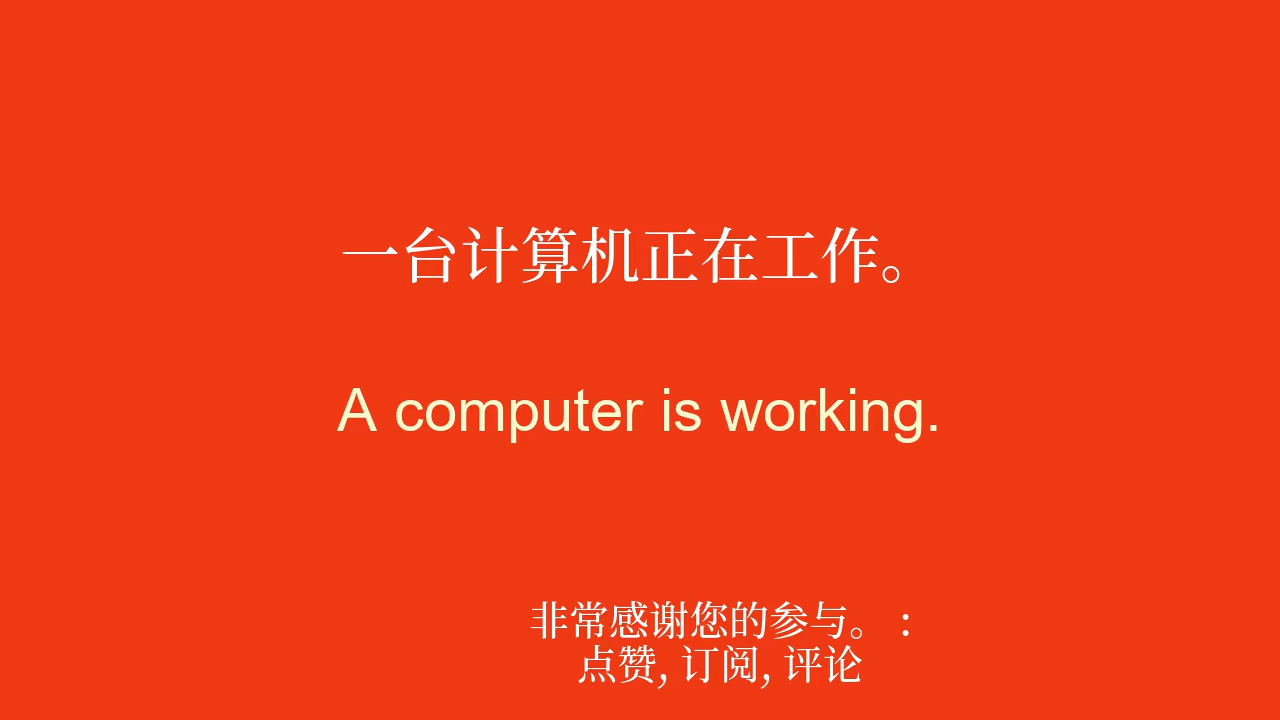 一台计算机正在工作。
A computer is working.
非常感谢您的参与。 :
点赞, 订阅, 评论